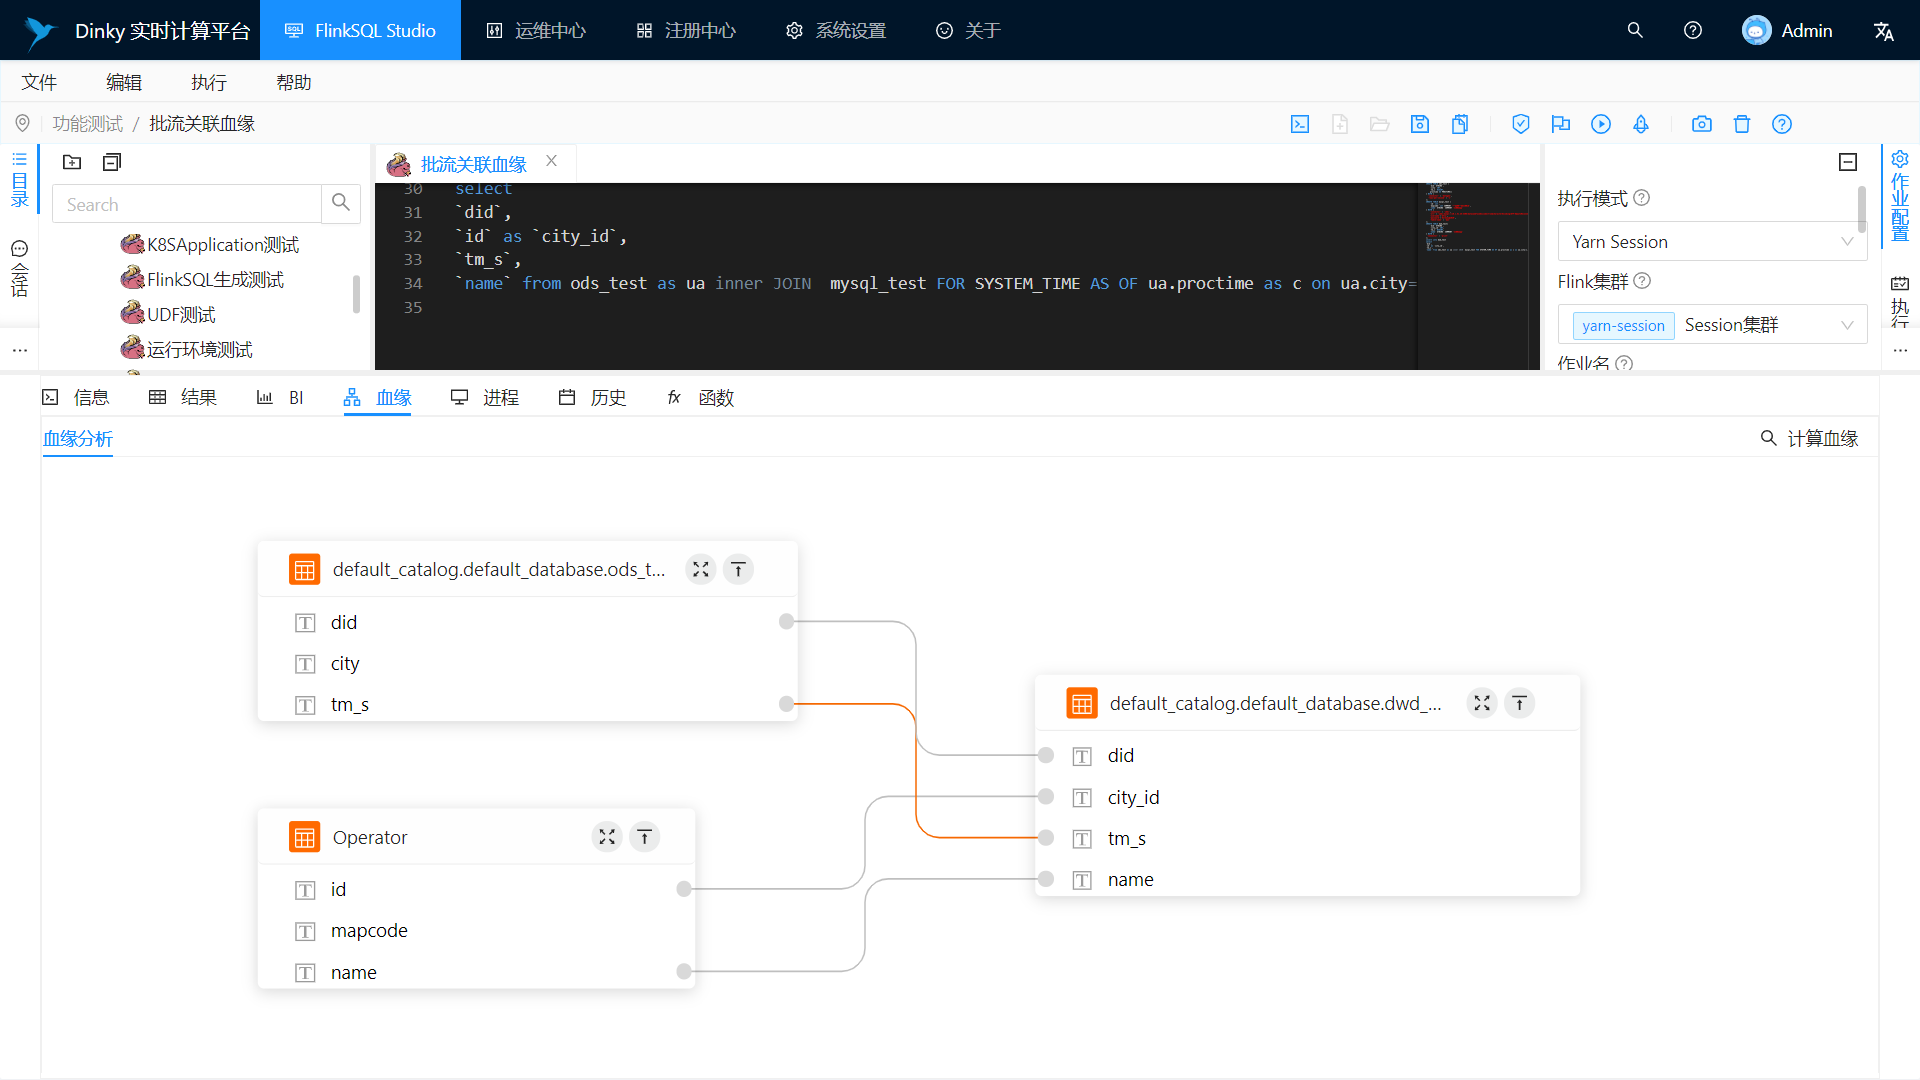 Dinky 实时计算平台
FlinkSQL Studio
运维中心
注册中心
系统设置
关于
Admin
文件
编辑
执行
帮助
功能测试 / 批流关联血缘
目录
会话
...
Search
K8SApplication测试
FlinkSQL生成测试
UDF测试
运行环境测试
批流关联血缘
30 select
31 `did`,
32 `id` as `city_id`,
33 `tm_s`,
34 `name` from ods_test as ua inner JOIN  mysql_test FOR SYSTEM_TIME AS OF ua.proctime as c on ua.city=
35
执行模式
Yarn Session
Flink集群
yarn-session Session集群
作业名
作业配置
执行
...
信息
结果
BI
血缘
进程
历史
函数
血缘分析
计算血缘
default_catalog.default_database.ods_t...
did
city
tm_s
Operator
id
mapcode
name
default_catalog.default_database.dwd_...
did
city_id
tm_s
name